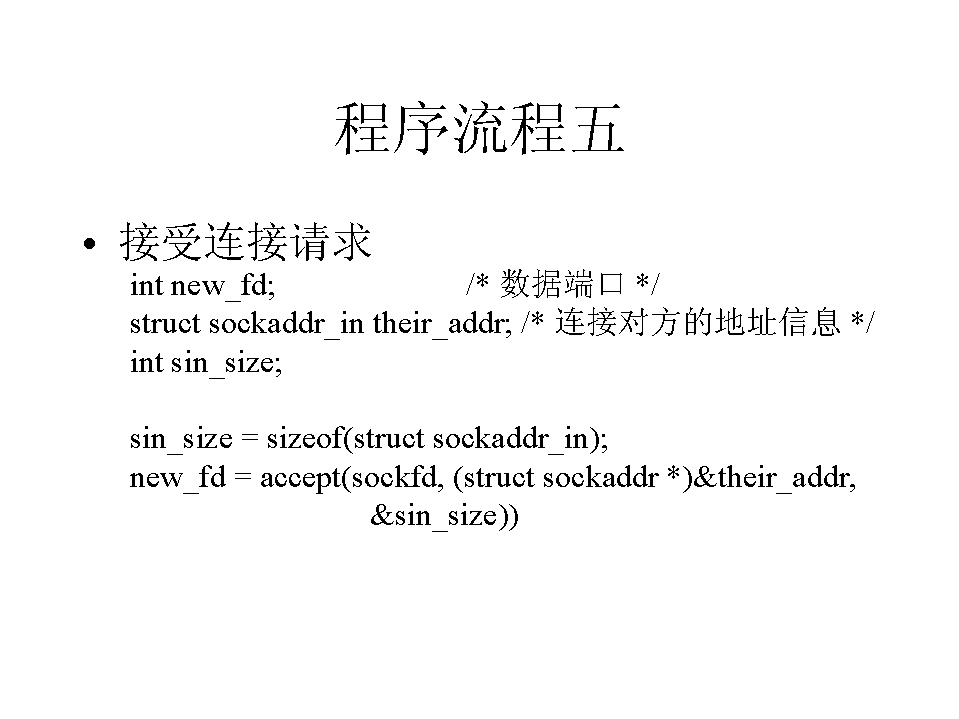 程序流程五
• 接受连接请求
int new_fd; /* 数据端口 */
struct sockaddr_in their_addr; /* 连接对方的地址信息 */
int sin_size;
sin_size = sizeof(struct sockaddr_in);
new_fd = accept(sockfd, (struct sockaddr *)&their_addr,
&sin_size))